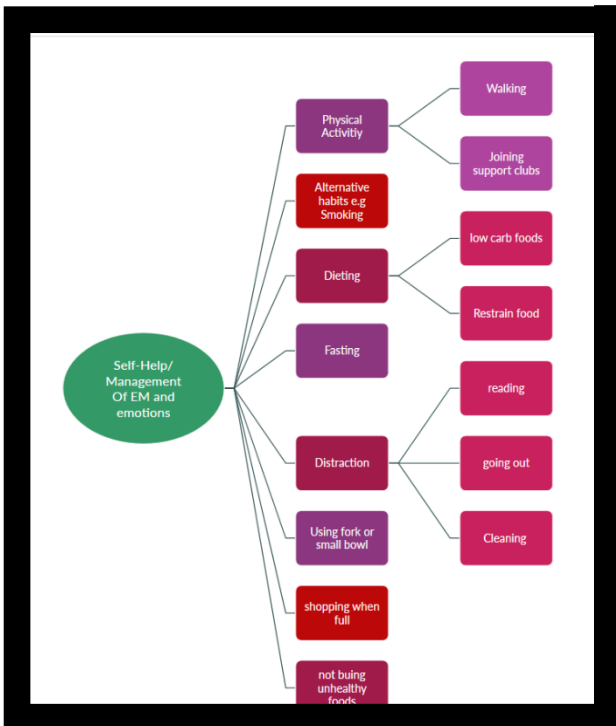 Walking
Physical
Activitiy
Joining
support clubs
Alternative
habits e.g
Smoking
low carb foods
Dieting
Restrain food
Fasting
Self-Help/
Management
Of EM and
emotions
reading
Distraction
going out
Using fork or
small bowl
Cleaning
shopping when
full
not buing
unhealthy
foods